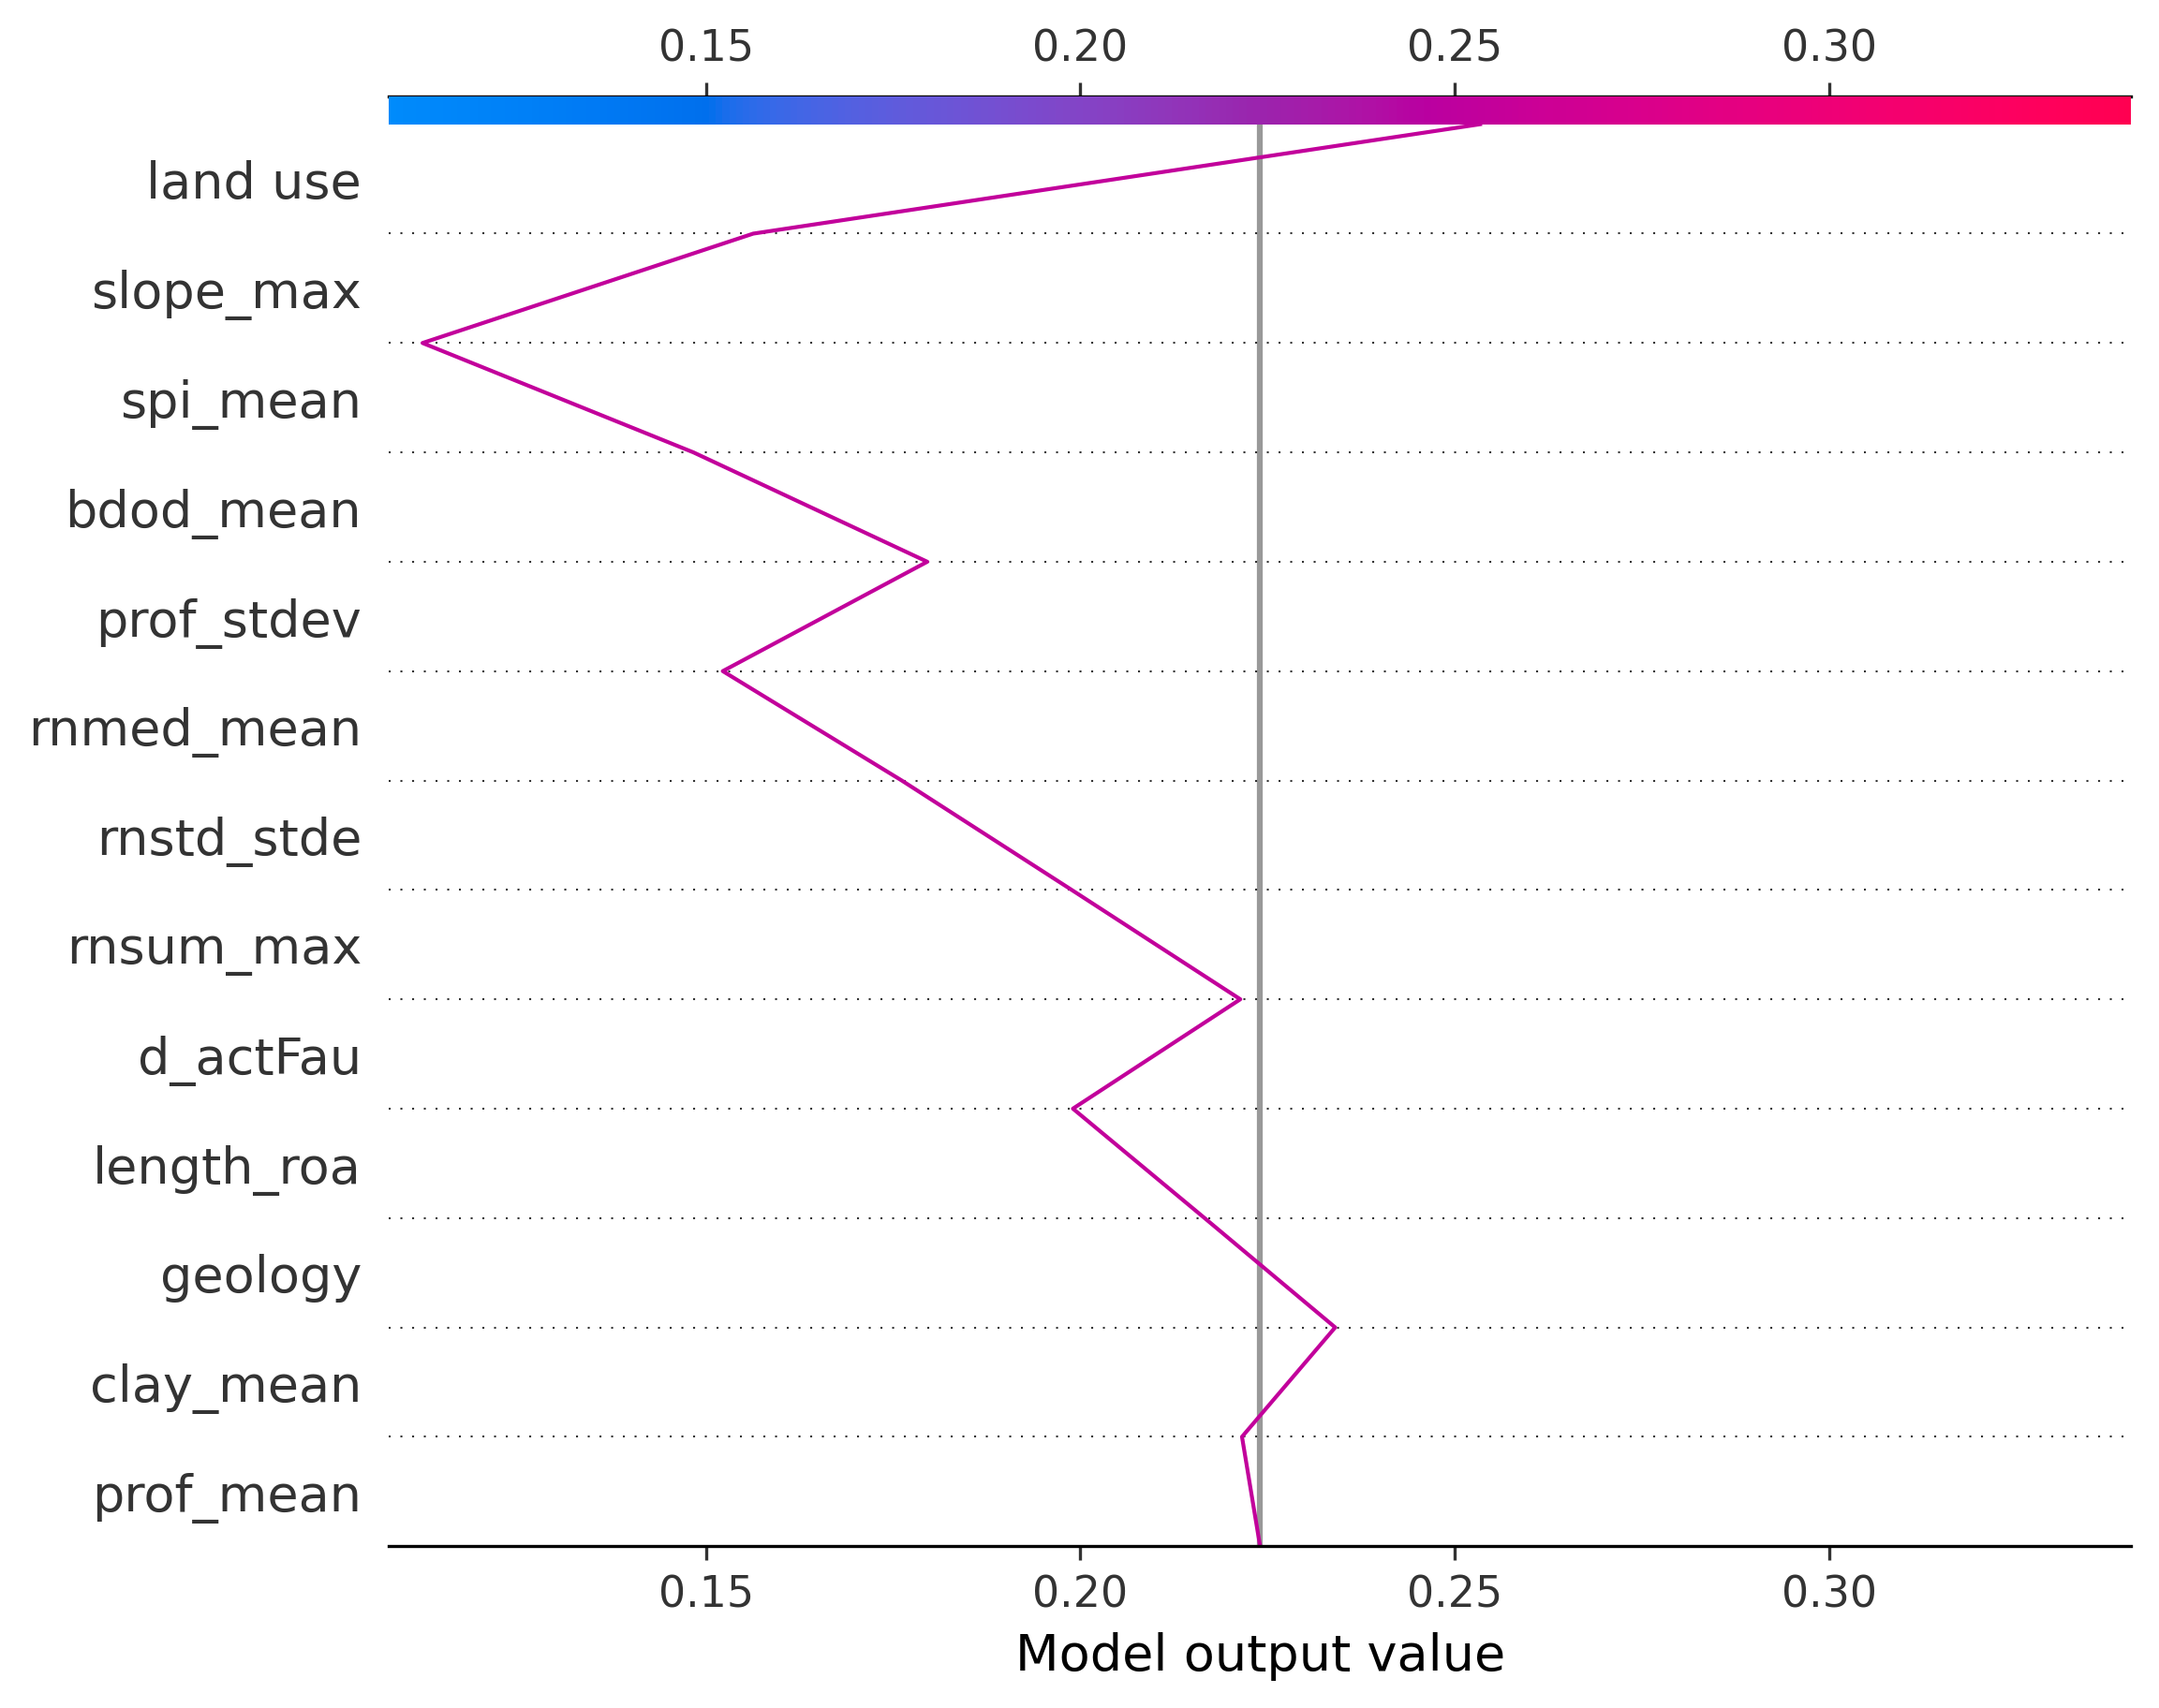 0.15 0.20 0.25 0.30
land use
slope_max
spi_mean
bdod_mean
prof_stdev
rnmed_mean
rnstd_stde
rnsum_max
d_actFau
length_roa
geology
clay_mean
prof_mean
0.15 0.20 0.25 0.30
Model output value